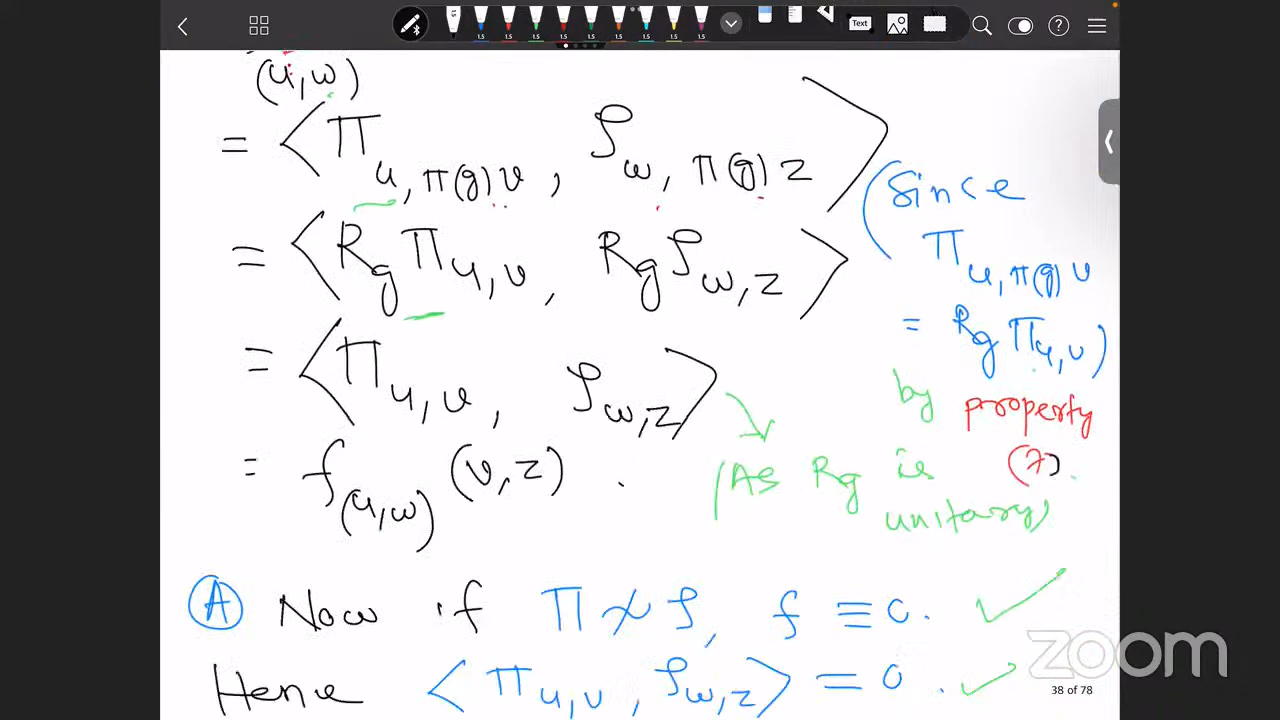 Text
(u, w)
= < Π_{u, π(g)v}, ρ_{w, π(g)z} >
(Since Π_{u, π(g)v} = R_g Π_{u,v})
by property (7).
= < R_g Π_{u,v}, R_g ρ_{w,z} >
= < Π_{u,v}, ρ_{w,z} >
(As R_g is unitary)
= f_{(u,w)} (v, z) .
Ⓐ Now if Π ≁ ρ, f ≡ 0. ✓
Hence < Π_{u,v}, ρ_{w,z} > = 0 . ✓
zoom
38 of 78